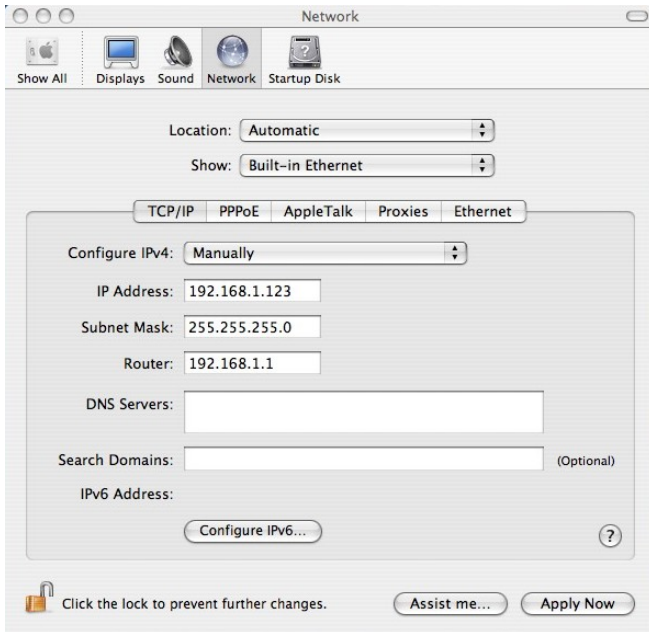 Network
Show All Displays Sound Network Startup Disk
Location: Automatic
Show: Built-in Ethernet
TCP/IP PPPoE AppleTalk Proxies Ethernet
Configure IPv4: Manually
IP Address: 192.168.1.123
Subnet Mask: 255.255.255.0
Router: 192.168.1.1
DNS Servers:
Search Domains: (Optional)
IPv6 Address:
Configure IPv6...
?
Click the lock to prevent further changes. Assist me... Apply Now